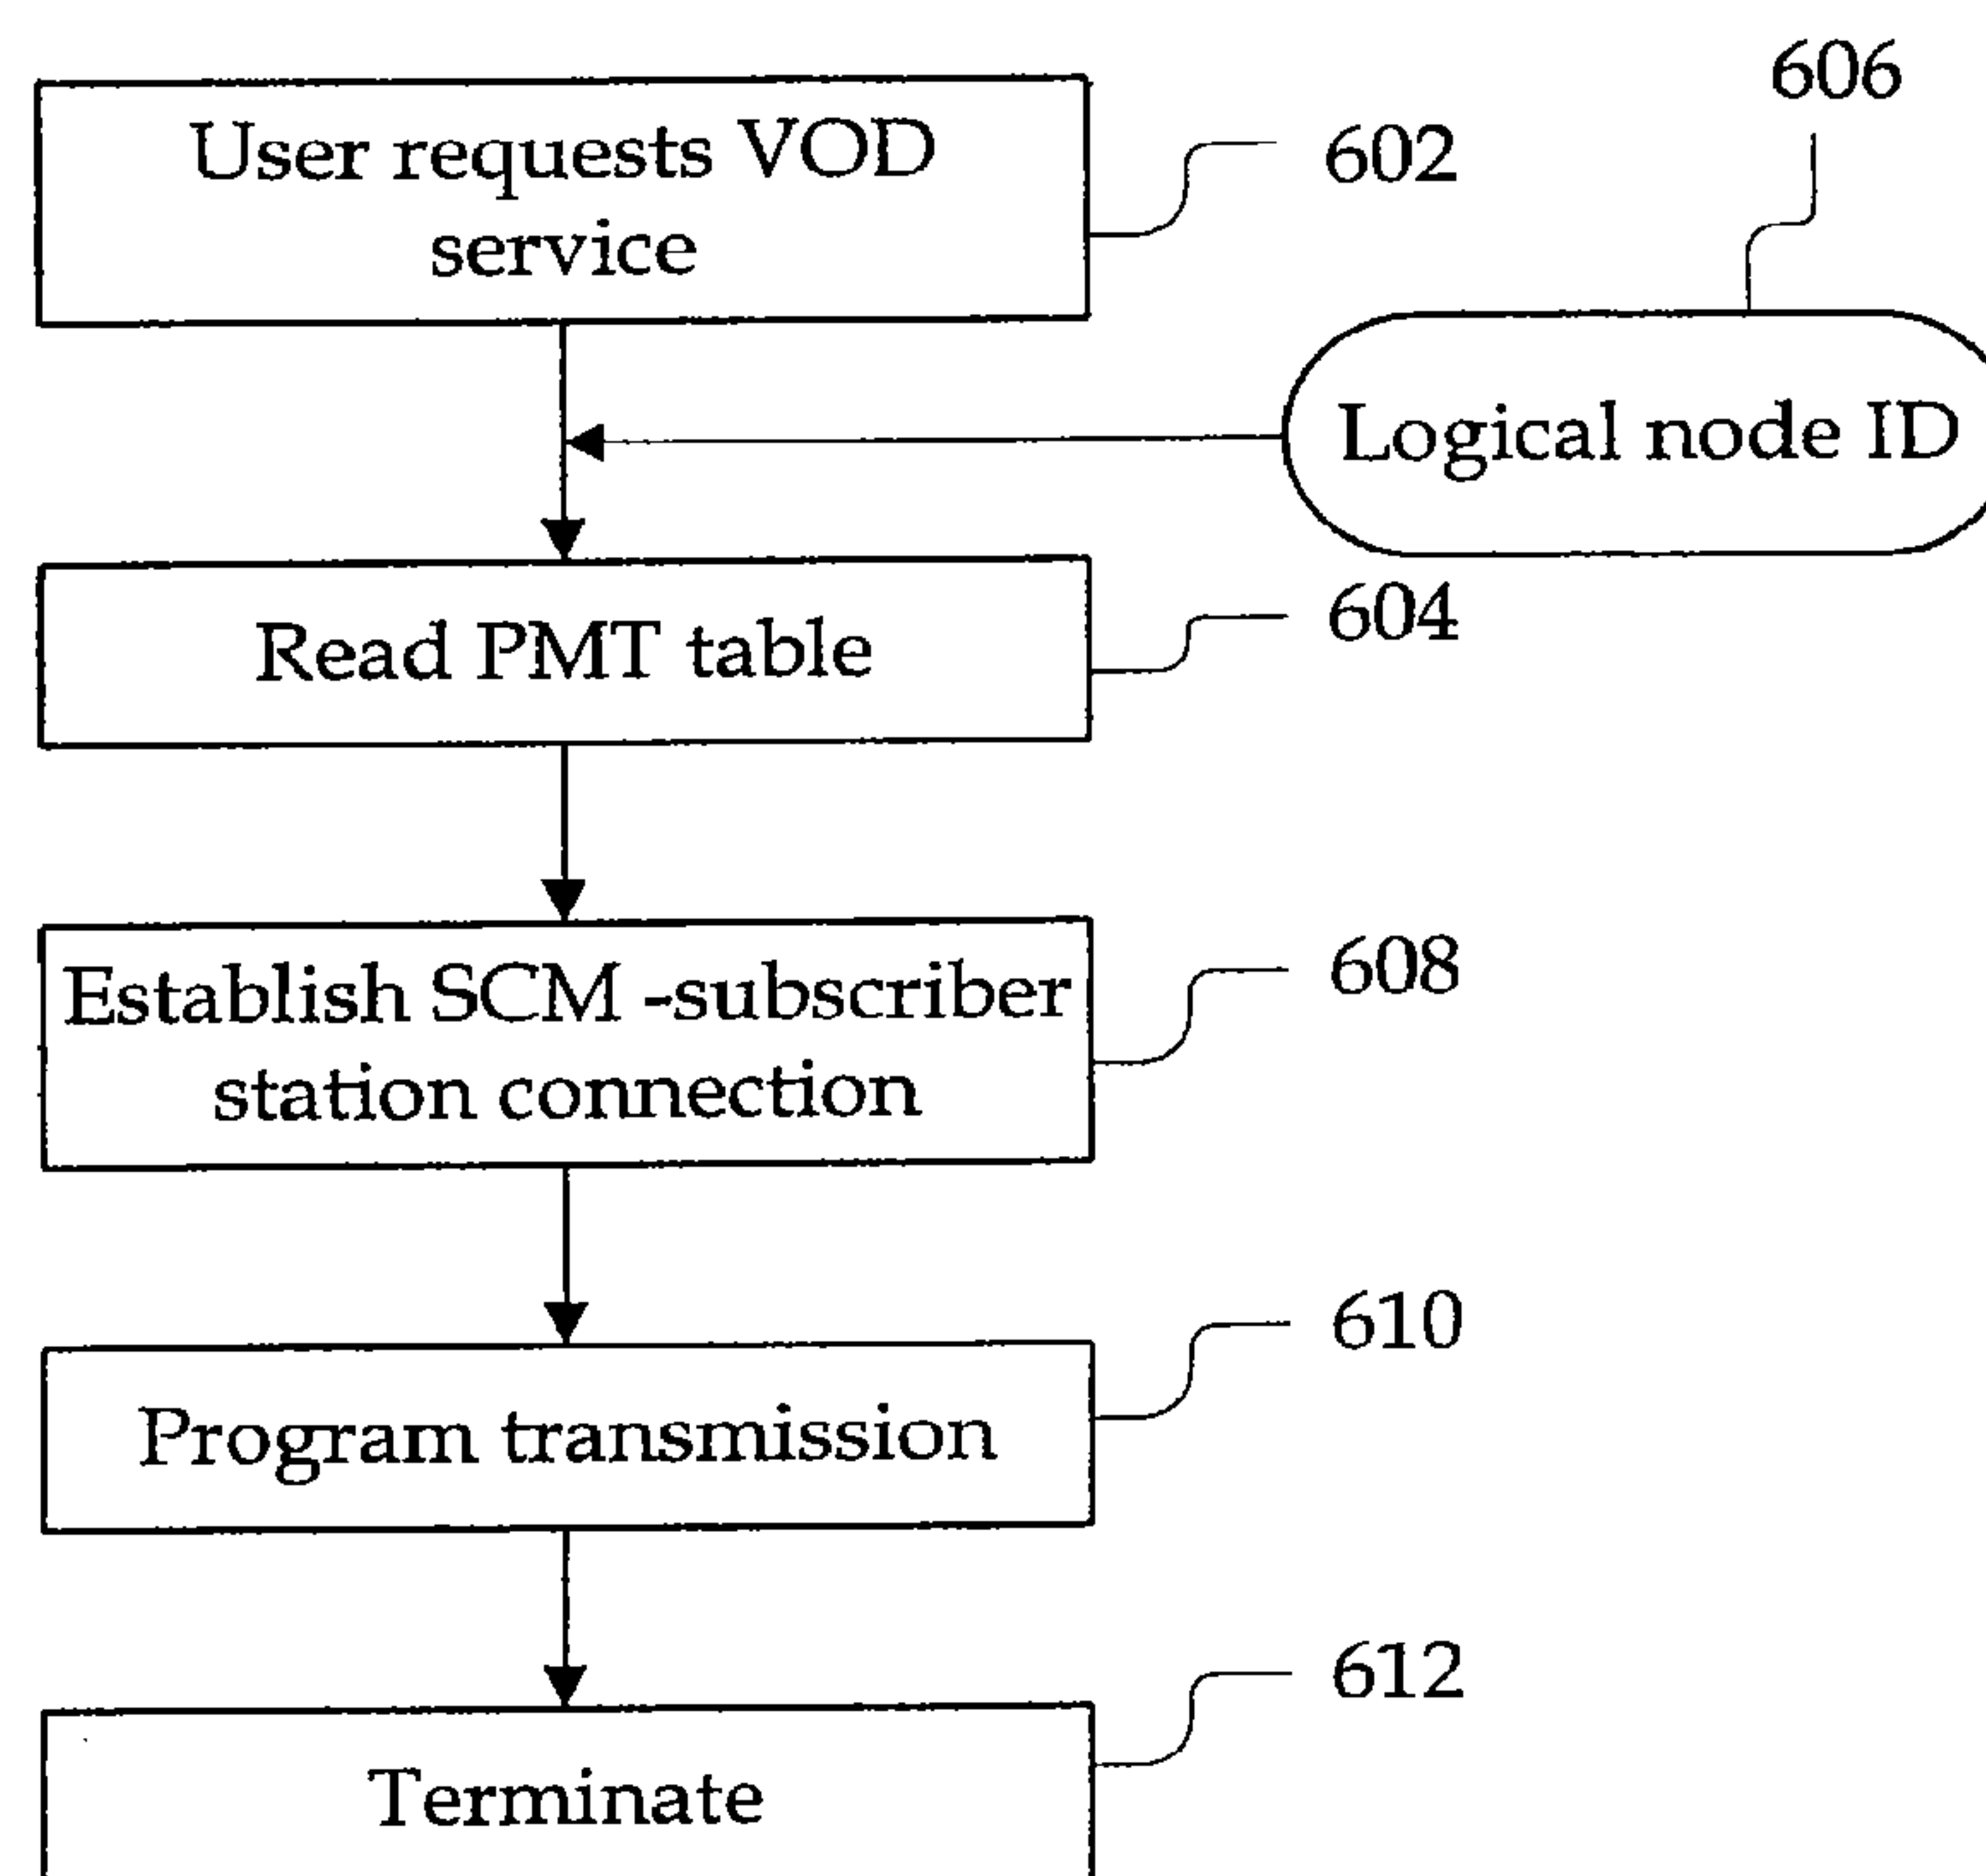 606
User requests VOD
service
602
Logical node ID
Read PMT table
604
Establish SCM -subscriber
station connection
608
Program transmission
610
Terminate
612